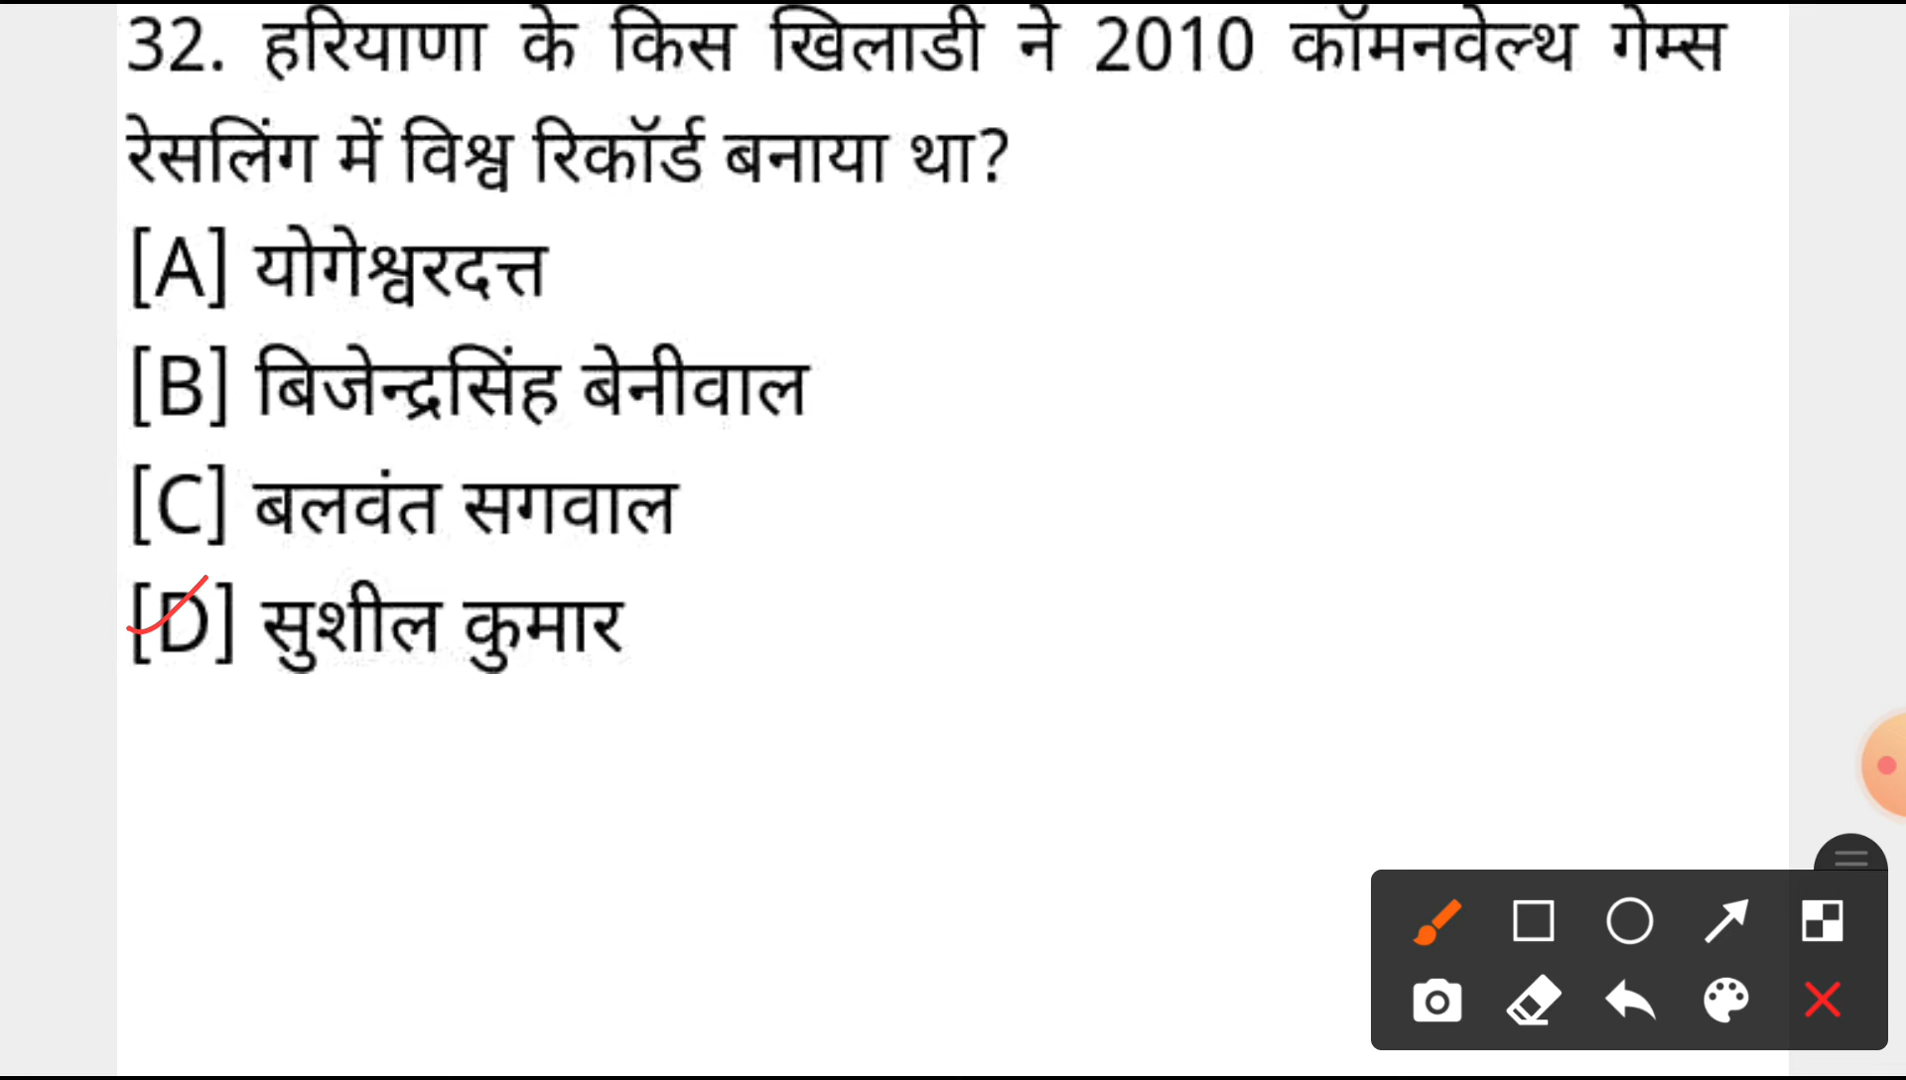 32. हरियाणा के किस खिलाडी ने 2010 कॉमनवेल्थ गेम्स
रेसलिंग में विश्व रिकॉर्ड बनाया था?
[A] योगेश्वरदत्त
[B] बिजेन्द्रसिंह बेनीवाल
[C] बलवंत सगवाल
[D] सुशील कुमार